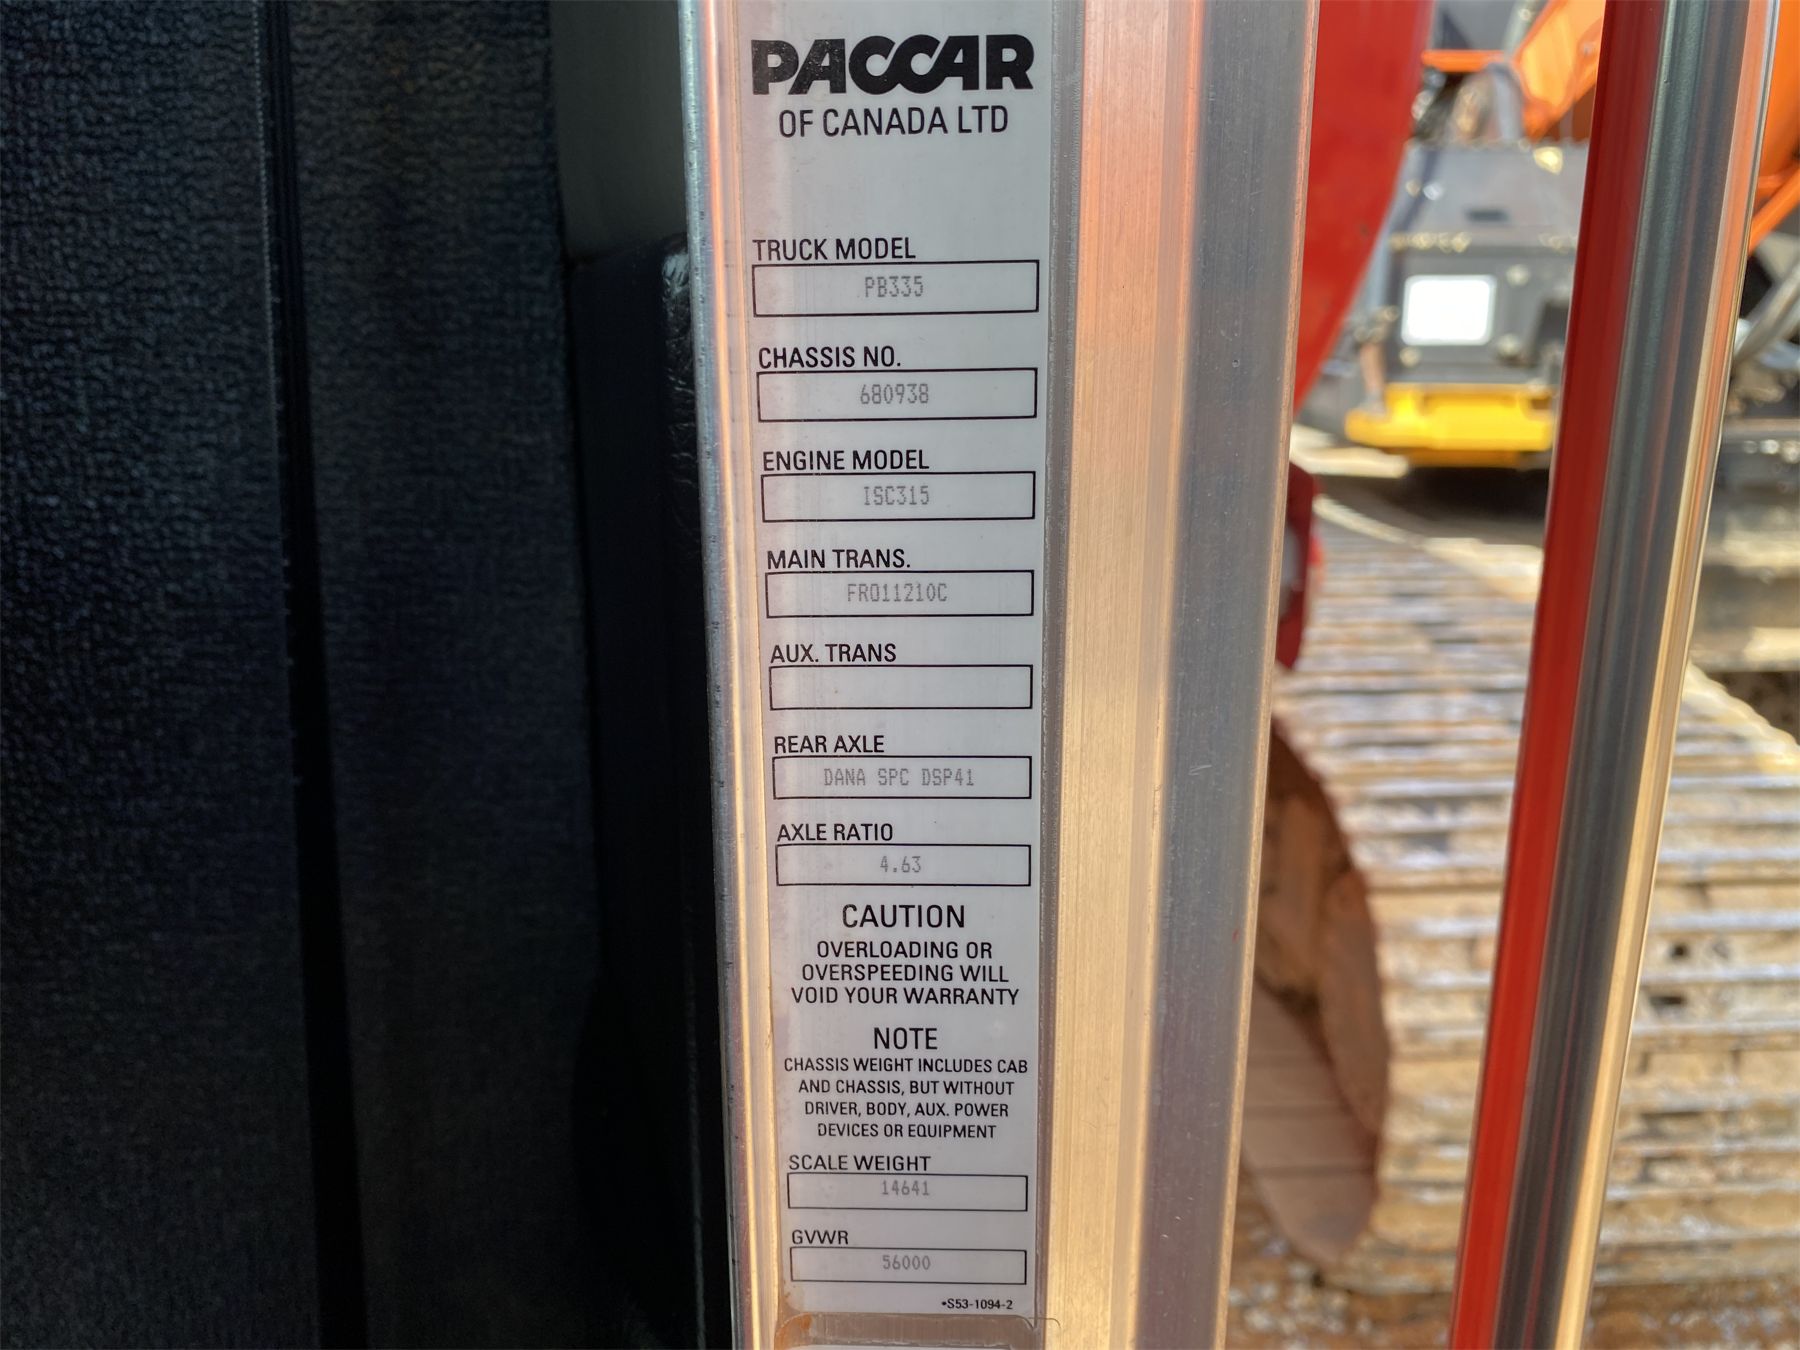 PACCAR
OF CANADA LTD
TRUCK MODEL
PB335
CHASSIS NO.
680938
ENGINE MODEL
ISC315
MAIN TRANS.
FRO11210C
AUX. TRANS
REAR AXLE
DANA SPC DSP41
AXLE RATIO
4.63
CAUTION
OVERLOADING OR
OVERSPEEDING WILL
VOID YOUR WARRANTY
NOTE
CHASSIS WEIGHT INCLUDES CAB
AND CHASSIS, BUT WITHOUT
DRIVER, BODY, AUX. POWER
DEVICES OR EQUIPMENT
SCALE WEIGHT
14641
GVWR
56000
•S53-1094-2